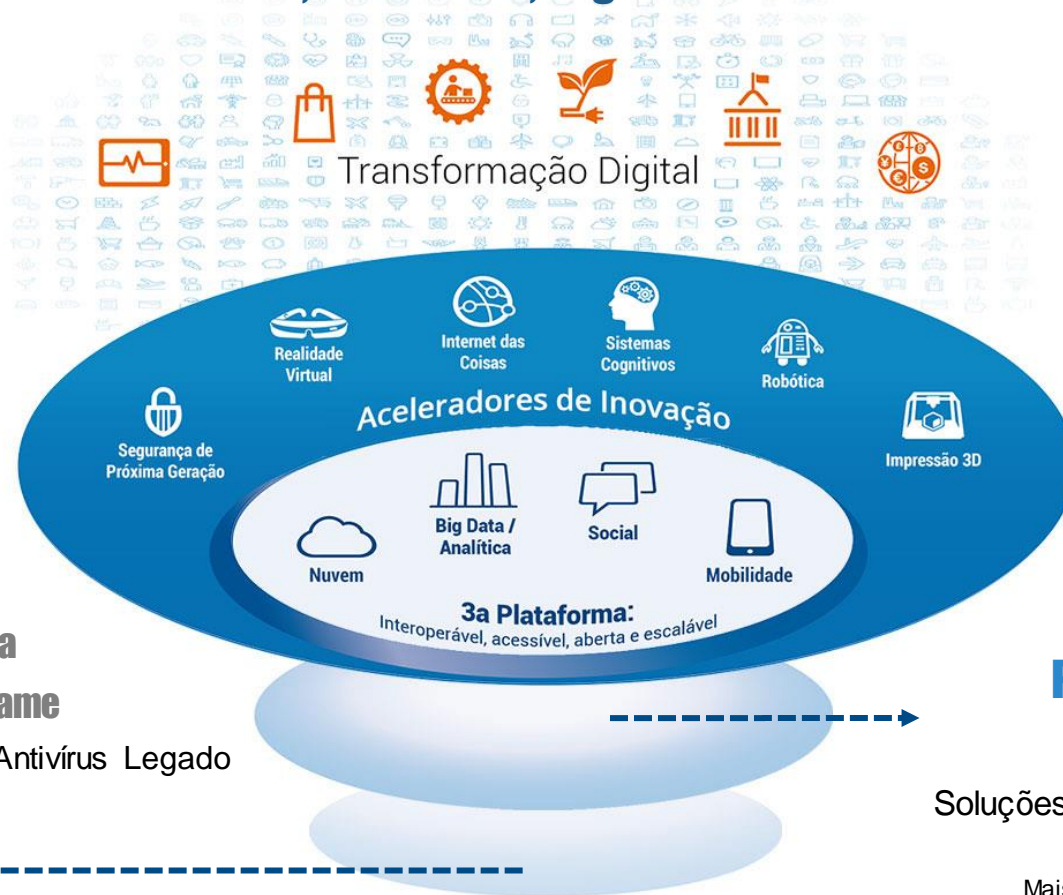 Transformação Digital
Realidade
Virtual
Internet das
Coisas
Sistemas
Cognitivos
Robótica
Segurança de
Próxima Geração
Impressão 3D
Aceleradores de Inovação
Nuvem
Big Data /
Analítica
Social
Mobilidade
3a Plataforma:
Interoperável, acessível, aberta e escalável
Antivírus Legado
Soluções